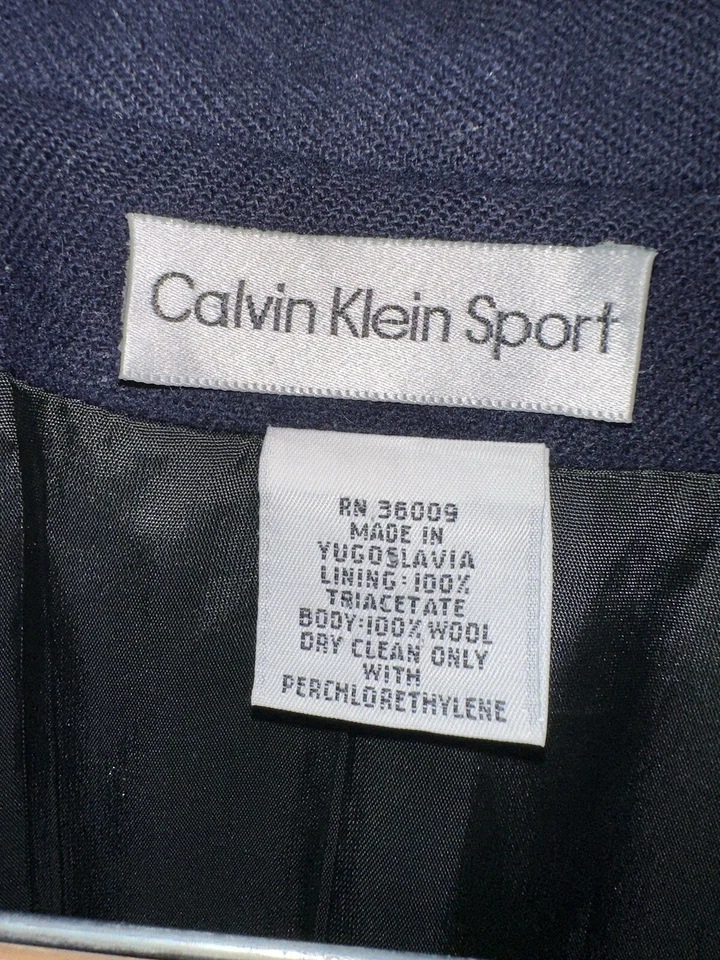 Calvin Klein Sport
RN 36009
MADE IN
YUGOSLAVIA
LINING:100%
TRIACETATE
BODY:100% WOOL
DRY CLEAN ONLY
WITH
PERCHLORETHYLENE